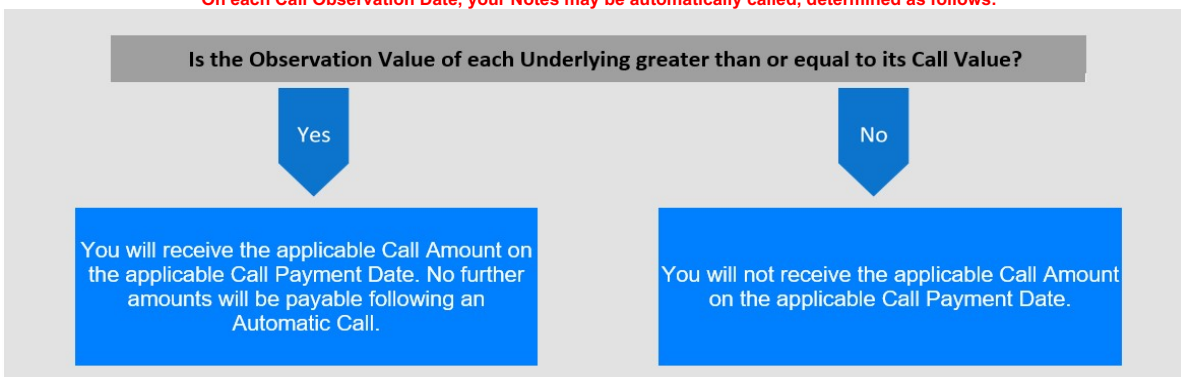 On each Call Observation Date, your Notes may be automatically called, determined as follows:
Is the Observation Value of each Underlying greater than or equal to its Call Value?
Yes
No
You will receive the applicable Call Amount on
the applicable Call Payment Date. No further
amounts will be payable following an
Automatic Call.
You will not receive the applicable Call Amount
on the applicable Call Payment Date.